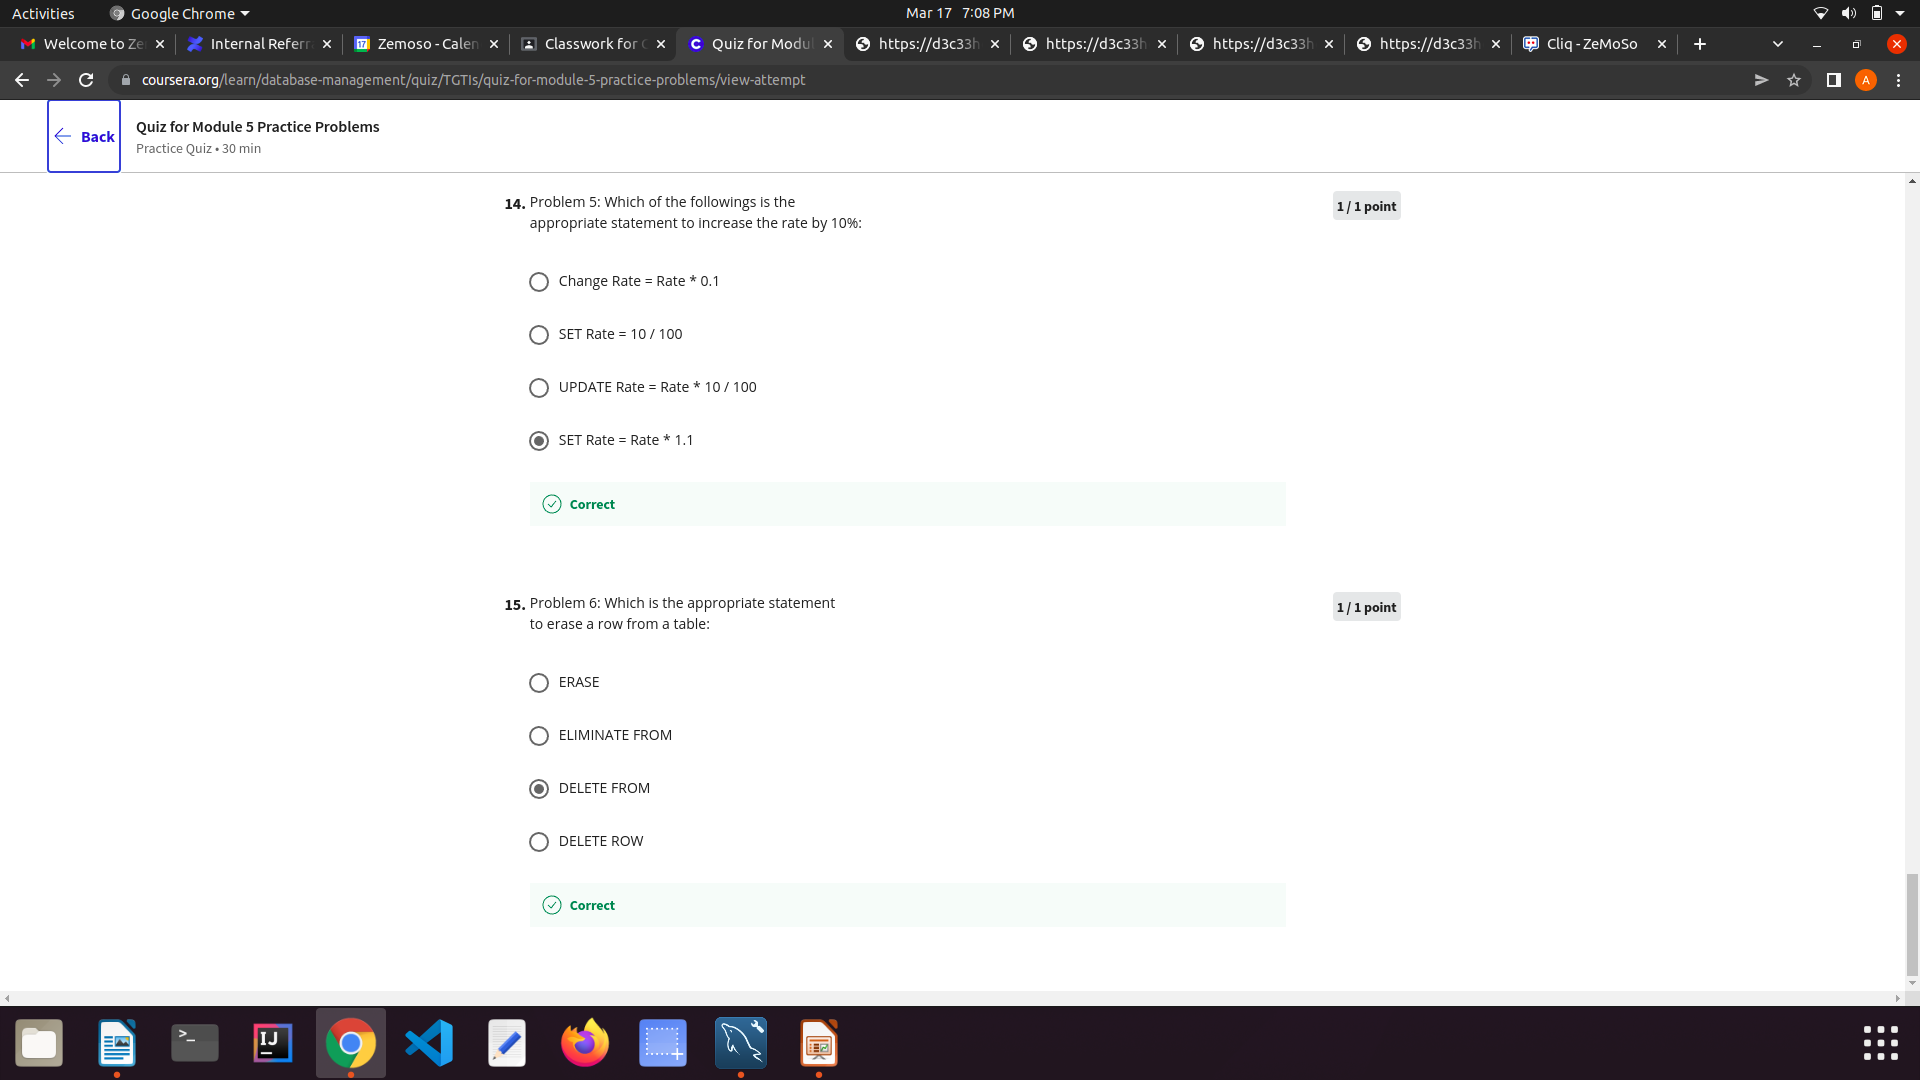 Activities
Google Chrome
Mar 17 7:08 PM
Welcome to Ze
Internal Referr
Zemoso - Calen
Classwork for C
Quiz for Modul
https://d3c33h
https://d3c33h
https://d3c33h
https://d3c33h
Cliq - ZeMoSo
coursera.org/learn/database-management/quiz/TGTIs/quiz-for-module-5-practice-problems/view-attempt
A
Back
Quiz for Module 5 Practice Problems
Practice Quiz • 30 min
14. Problem 5: Which of the followings is the
appropriate statement to increase the rate by 10%:
1 / 1 point
Change Rate = Rate * 0.1
SET Rate = 10 / 100
UPDATE Rate = Rate * 10 / 100
SET Rate = Rate * 1.1
Correct
15. Problem 6: Which is the appropriate statement
to erase a row from a table:
1 / 1 point
ERASE
ELIMINATE FROM
DELETE FROM
DELETE ROW
Correct
>_
IJ